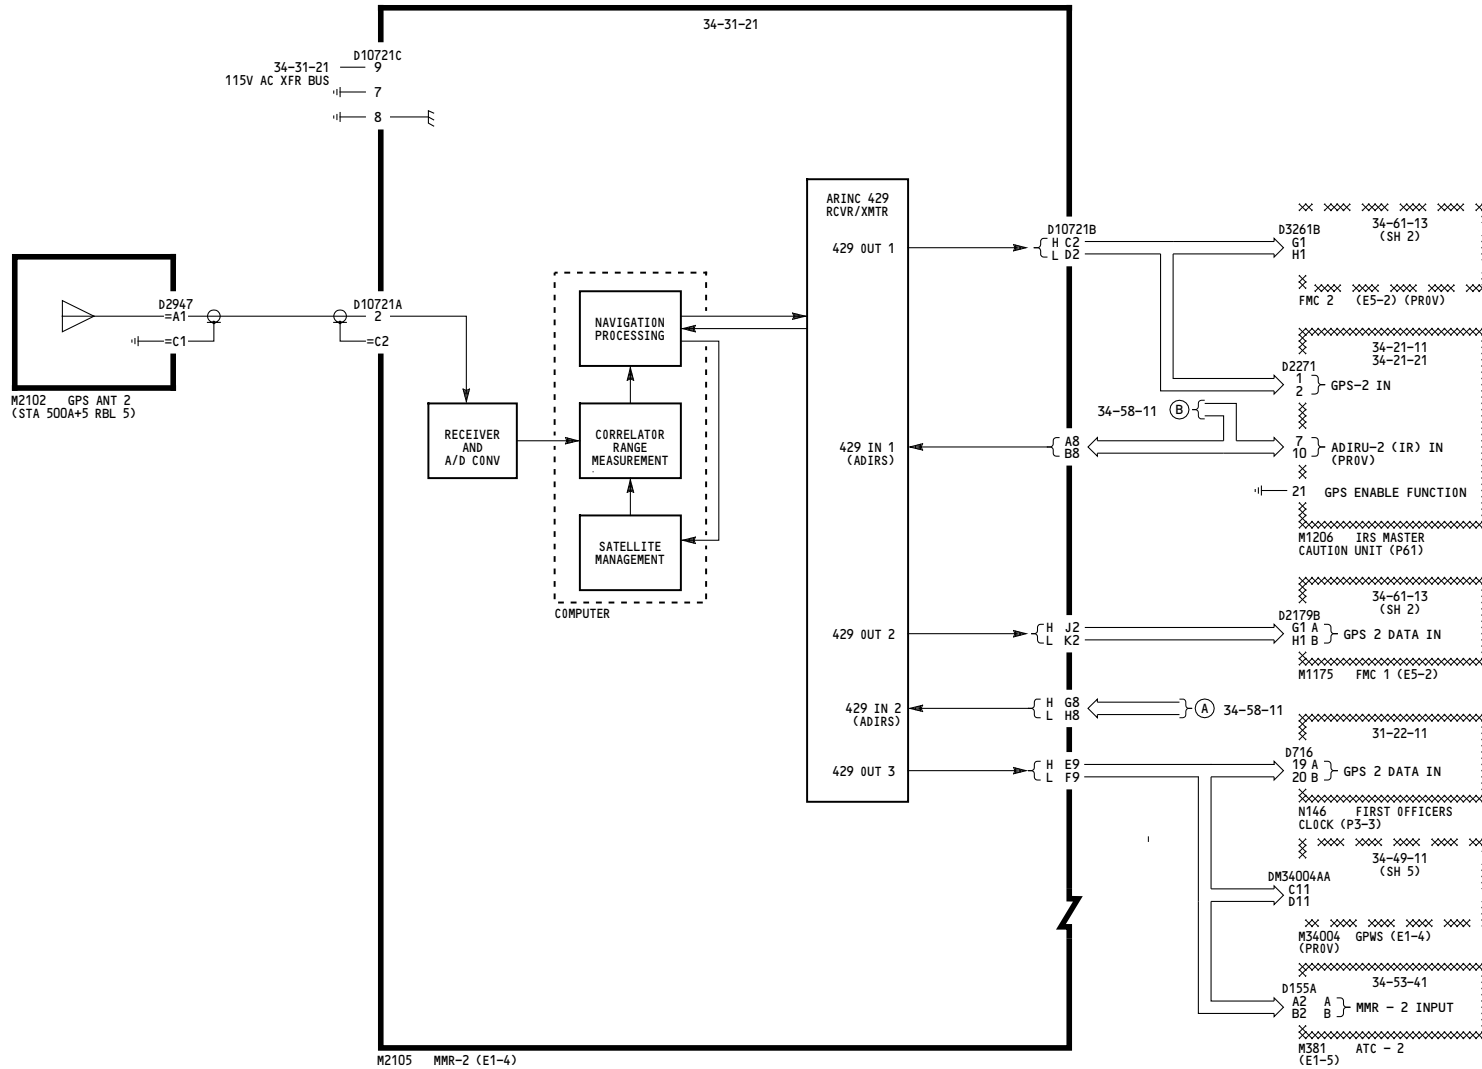 34-31-21
D10721C
34-31-21
9
115V AC XFR BUS
7
8
ARINC 429
RCVR/XMTR
429 OUT 1
D10721B
H C2
L D2
D3261B
G1
H1
34-61-13
(SH 2)
FMC 2 (E5-2) (PROV)
D2947
=A1
=C1
D10721A
2
=C2
M2102 GPS ANT 2
(STA 500A+5 RBL 5)
NAVIGATION
PROCESSING
RECEIVER
AND
A/D CONV
CORRELATOR
RANGE
MEASUREMENT
SATELLITE
MANAGEMENT
COMPUTER
34-21-11
34-21-21
D2271
1
2
GPS-2 IN
34-58-11 B
429 IN 1
(ADIRS)
A8
B8
7
10
ADIRU-2 (IR) IN
(PROV)
21 GPS ENABLE FUNCTION
M1206 IRS MASTER
CAUTION UNIT (P61)
34-61-13
(SH 2)
D2179B
429 OUT 2
H J2
L K2
G1 A
H1 B
GPS 2 DATA IN
M1175 FMC 1 (E5-2)
429 IN 2
(ADIRS)
H G8
L H8
A 34-58-11
31-22-11
D716
429 OUT 3
H E9
L F9
19 A
20 B
GPS 2 DATA IN
N146 FIRST OFFICERS
CLOCK (P3-3)
34-49-11
(SH 5)
DM34004AA
C11
D11
M34004 GPWS (E1-4)
(PROV)
34-53-41
D155A
A2 A
B2 B
MMR - 2 INPUT
M381 ATC - 2
(E1-5)
M2105 MMR-2 (E1-4)